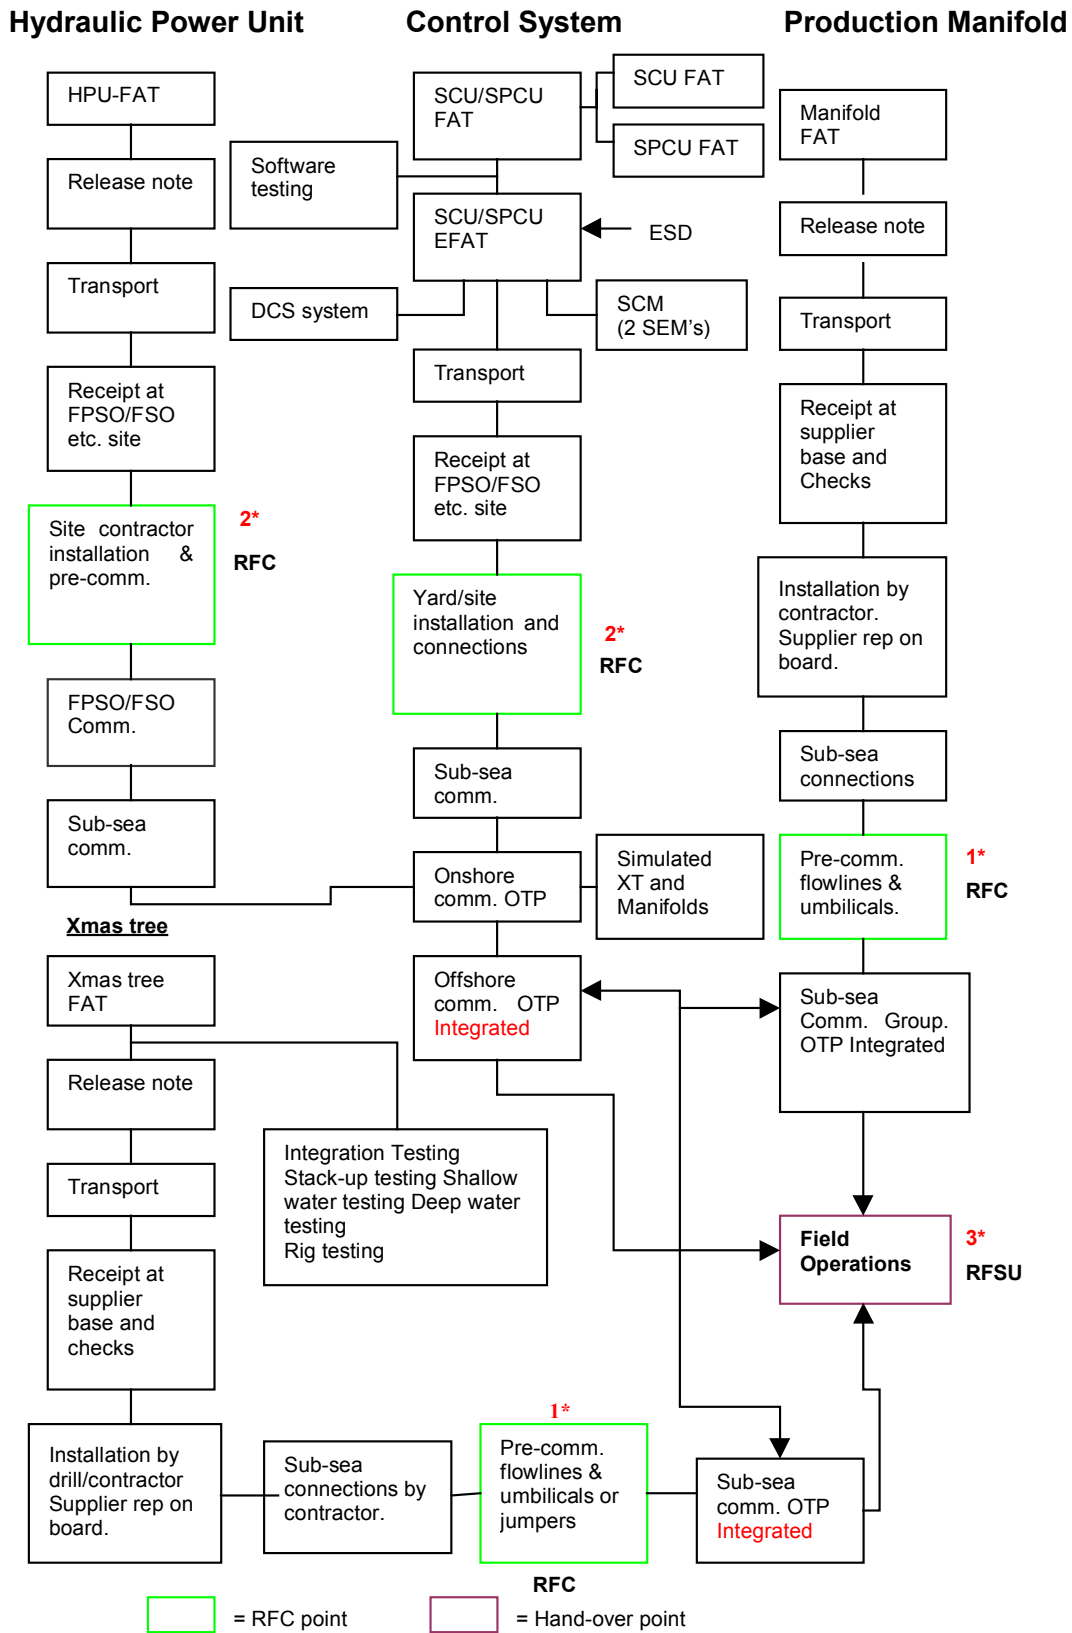 Hydraulic Power Unit
HPU-FAT
Release note
Transport
Receipt at
FPSO/FSO
etc. site
Site contractor
installation &
pre-comm.
2*
RFC
FPSO/FSO
Comm.
Sub-sea
comm.
Control System
SCU/SPCU
FAT
SCU FAT
SPCU FAT
Software
testing
SCU/SPCU
EFAT
ESD
DCS system
SCM
(2 SEM's)
Transport
Receipt at
FPSO/FSO
etc. site
Yard/site
installation and
connections
2*
RFC
Sub-sea
comm.
Onshore
comm. OTP
Simulated
XT and
Manifolds
Offshore
comm. OTP
Integrated
Production Manifold
Manifold
FAT
Release note
Transport
Receipt at
supplier
base and
Checks
Installation by
contractor.
Supplier rep on
board.
Sub-sea
connections
Pre-comm.
flowlines &
umbilicals.
1*
RFC
Sub-sea
Comm. Group.
OTP Integrated
Field
Operations
3*
RFSU
Xmas tree
Xmas tree
FAT
Release note
Integration Testing
Stack-up testing Shallow
water testing Deep water
testing
Rig testing
Transport
Receipt at
supplier
base and
checks
Installation by
drill/contractor
Supplier rep on
board.
Sub-sea
connections by
contractor.
1*
Pre-comm.
flowlines &
umbilicals or
jumpers
RFC
Sub-sea
comm. OTP
Integrated
= RFC point
= Hand-over point